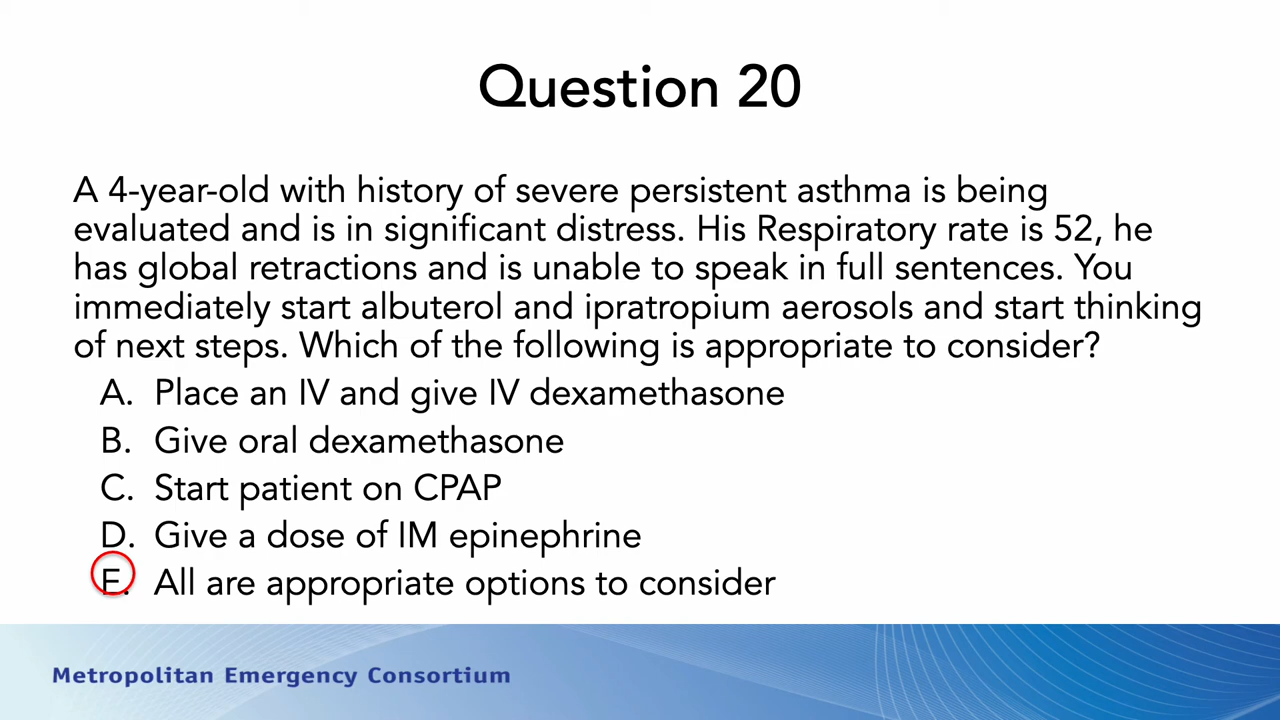 Question 20
A 4-year-old with history of severe persistent asthma is being
evaluated and is in significant distress. His Respiratory rate is 52, he
has global retractions and is unable to speak in full sentences. You
immediately start albuterol and ipratropium aerosols and start thinking
of next steps. Which of the following is appropriate to consider?
A. Place an IV and give IV dexamethasone
B. Give oral dexamethasone
C. Start patient on CPAP
D. Give a dose of IM epinephrine
E. All are appropriate options to consider
Metropolitan Emergency Consortium